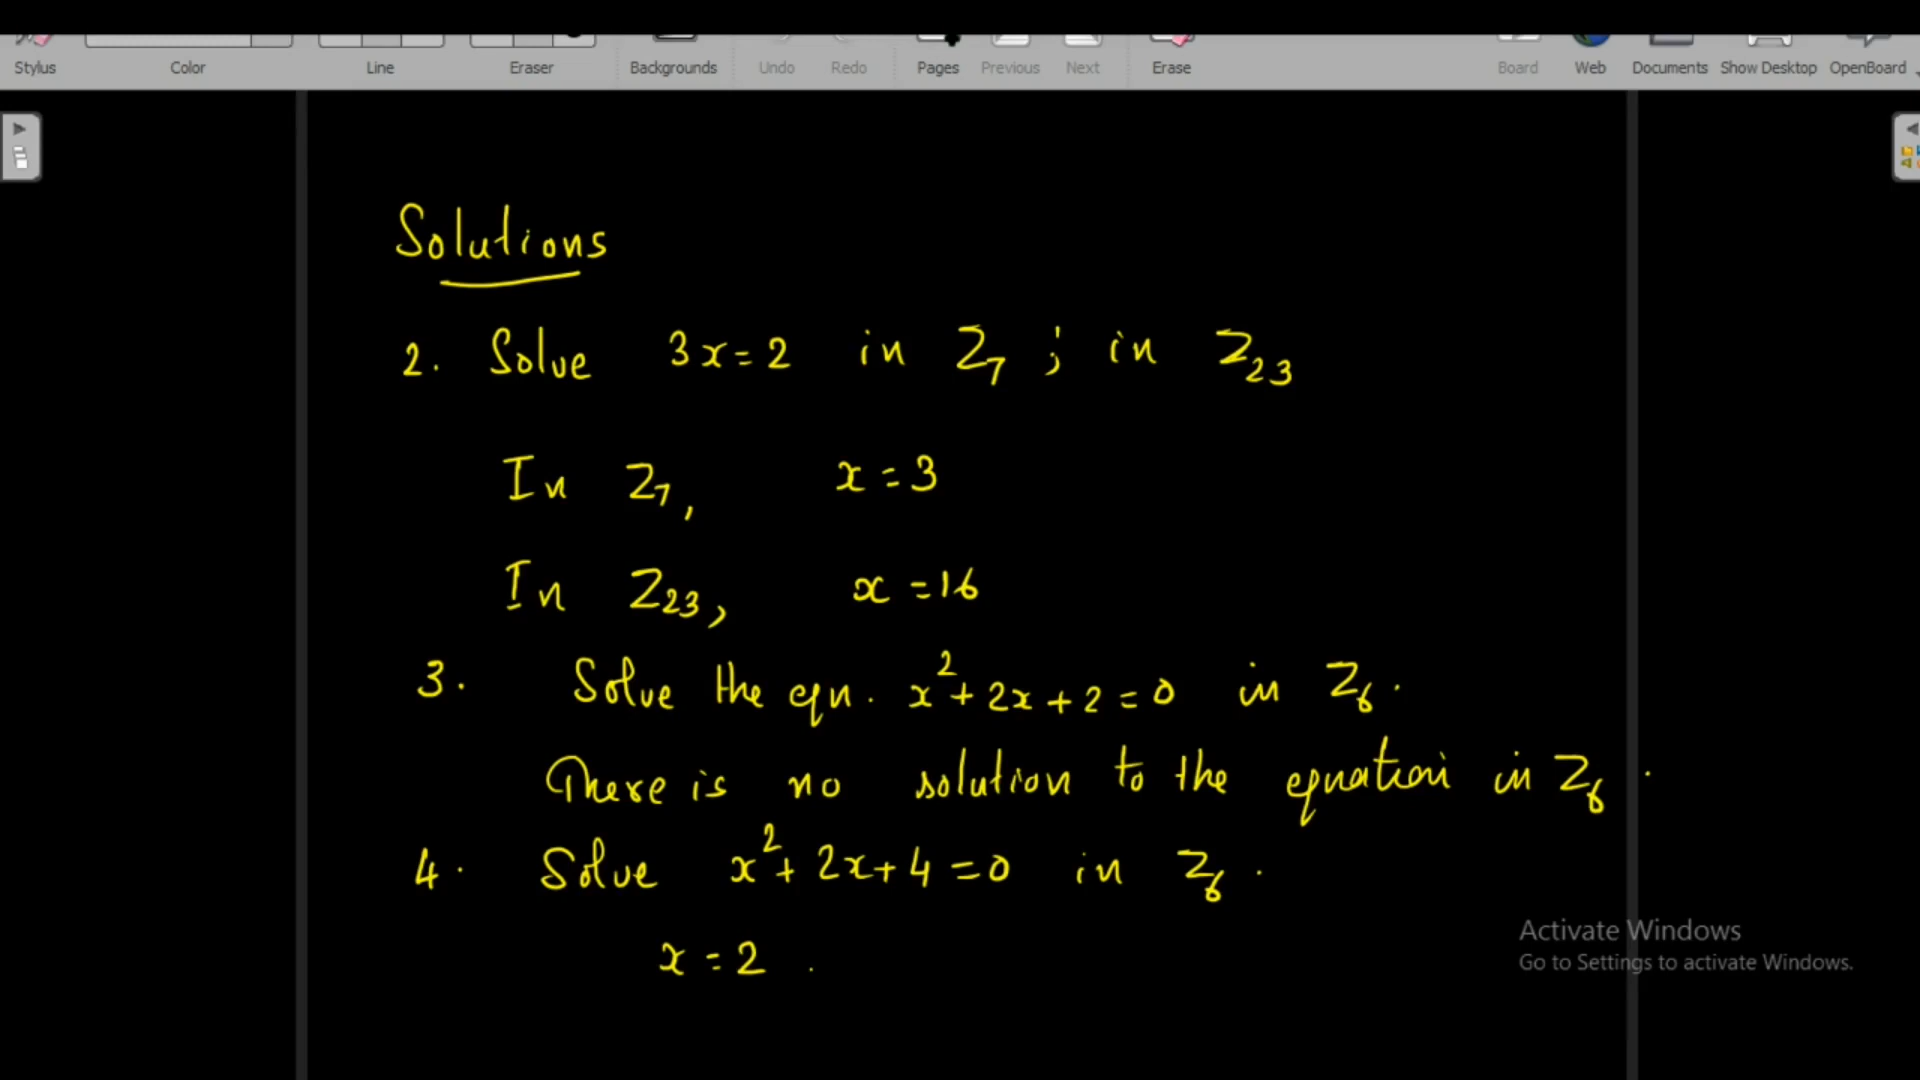 Stylus Color Line Eraser Backgrounds Undo Redo Pages Previous Next Erase Board Web Documents Show Desktop OpenBoard
Solutions
2. Solve 3x=2 in Z₇ ; in Z₂₃
In Z₇, x=3
In Z₂₃, x=16
3. Solve the eqn. x²+2x+2=0 in Z₆.
There is no solution to the equation in Z₆.
4. Solve x²+2x+4=0 in Z₆.
x=2.
Activate Windows
Go to Settings to activate Windows.